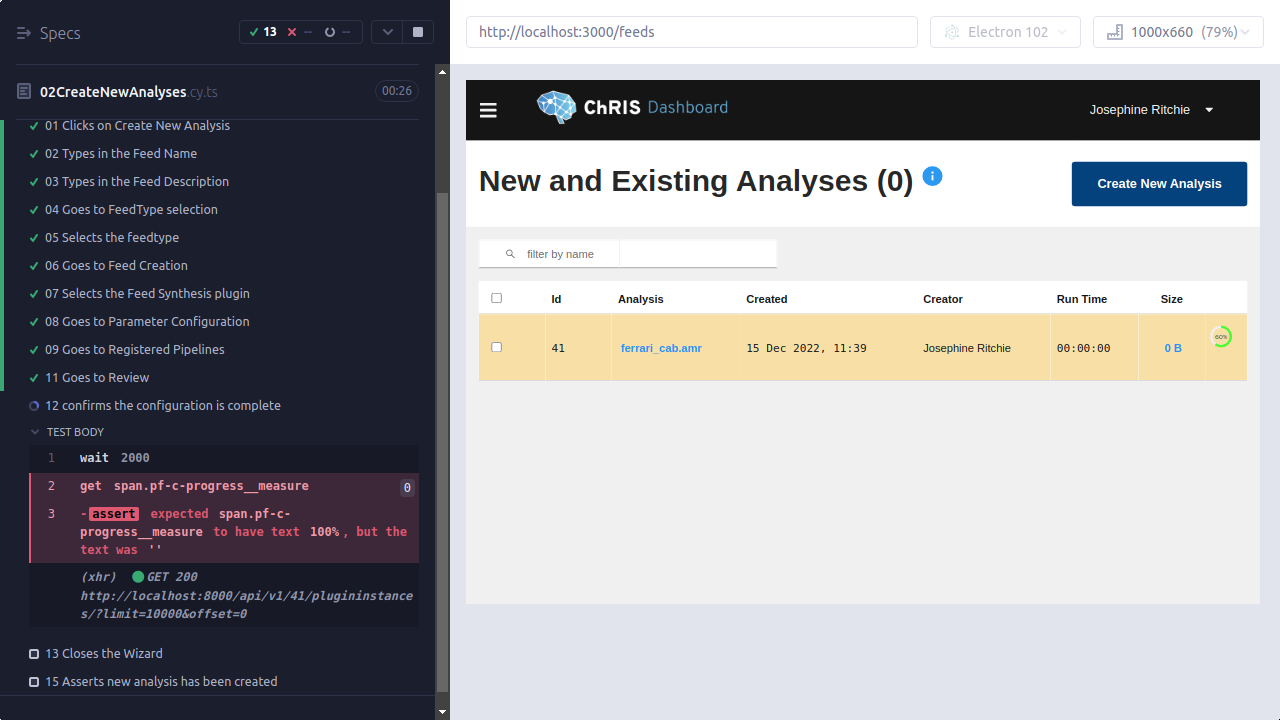 Specs
13
--
--
02CreateNewAnalyses.cy.ts
00:26
01 Clicks on Create New Analysis
02 Types in the Feed Name
03 Types in the Feed Description
04 Goes to FeedType selection
05 Selects the feedtype
06 Goes to Feed Creation
07 Selects the Feed Synthesis plugin
08 Goes to Parameter Configuration
09 Goes to Registered Pipelines
11 Goes to Review
12 confirms the configuration is complete
TEST BODY
1 wait 2000
2 get span.pf-c-progress__measure 0
3 -assert expected span.pf-c-
progress__measure to have text 100%, but the
text was ''
(xhr) GET 200
http://localhost:8000/api/v1/41/plugininstance
s/?limit=10000&offset=0
13 Closes the Wizard
15 Asserts new analysis has been created
http://localhost:3000/feeds
Electron 102
1000x660 (79%)
ChRIS Dashboard
Josephine Ritchie
New and Existing Analyses (0)
Create New Analysis
filter by name
Id Analysis Created Creator Run Time Size
41 ferrari_cab.amr 15 Dec 2022, 11:39 Josephine Ritchie 00:00:00 0 B 60%